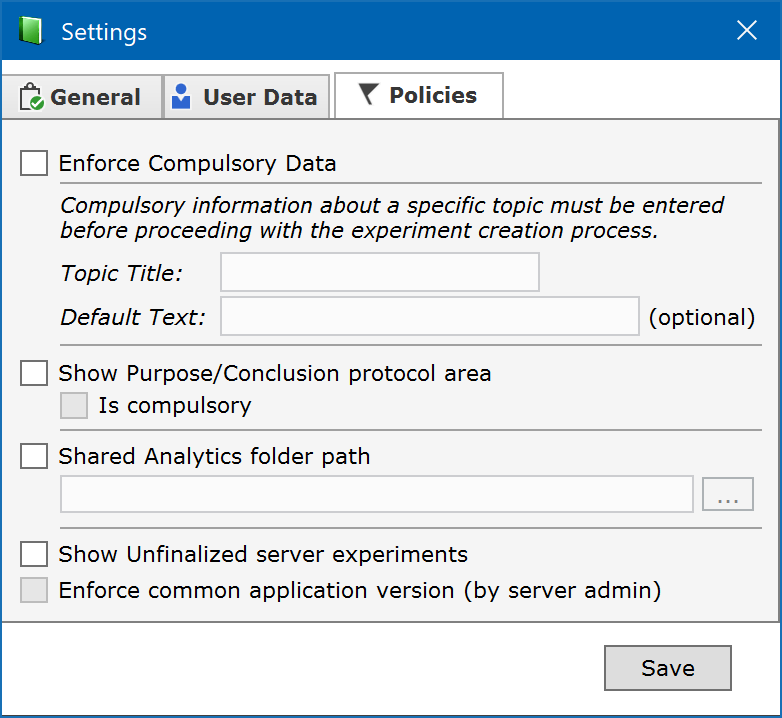 Settings
General User Data Policies
Enforce Compulsory Data
Compulsory information about a specific topic must be entered
before proceeding with the experiment creation process.
Topic Title:
Default Text: (optional)
Show Purpose/Conclusion protocol area
Is compulsory
Shared Analytics folder path
...
Show Unfinalized server experiments
Enforce common application version (by server admin)
Save